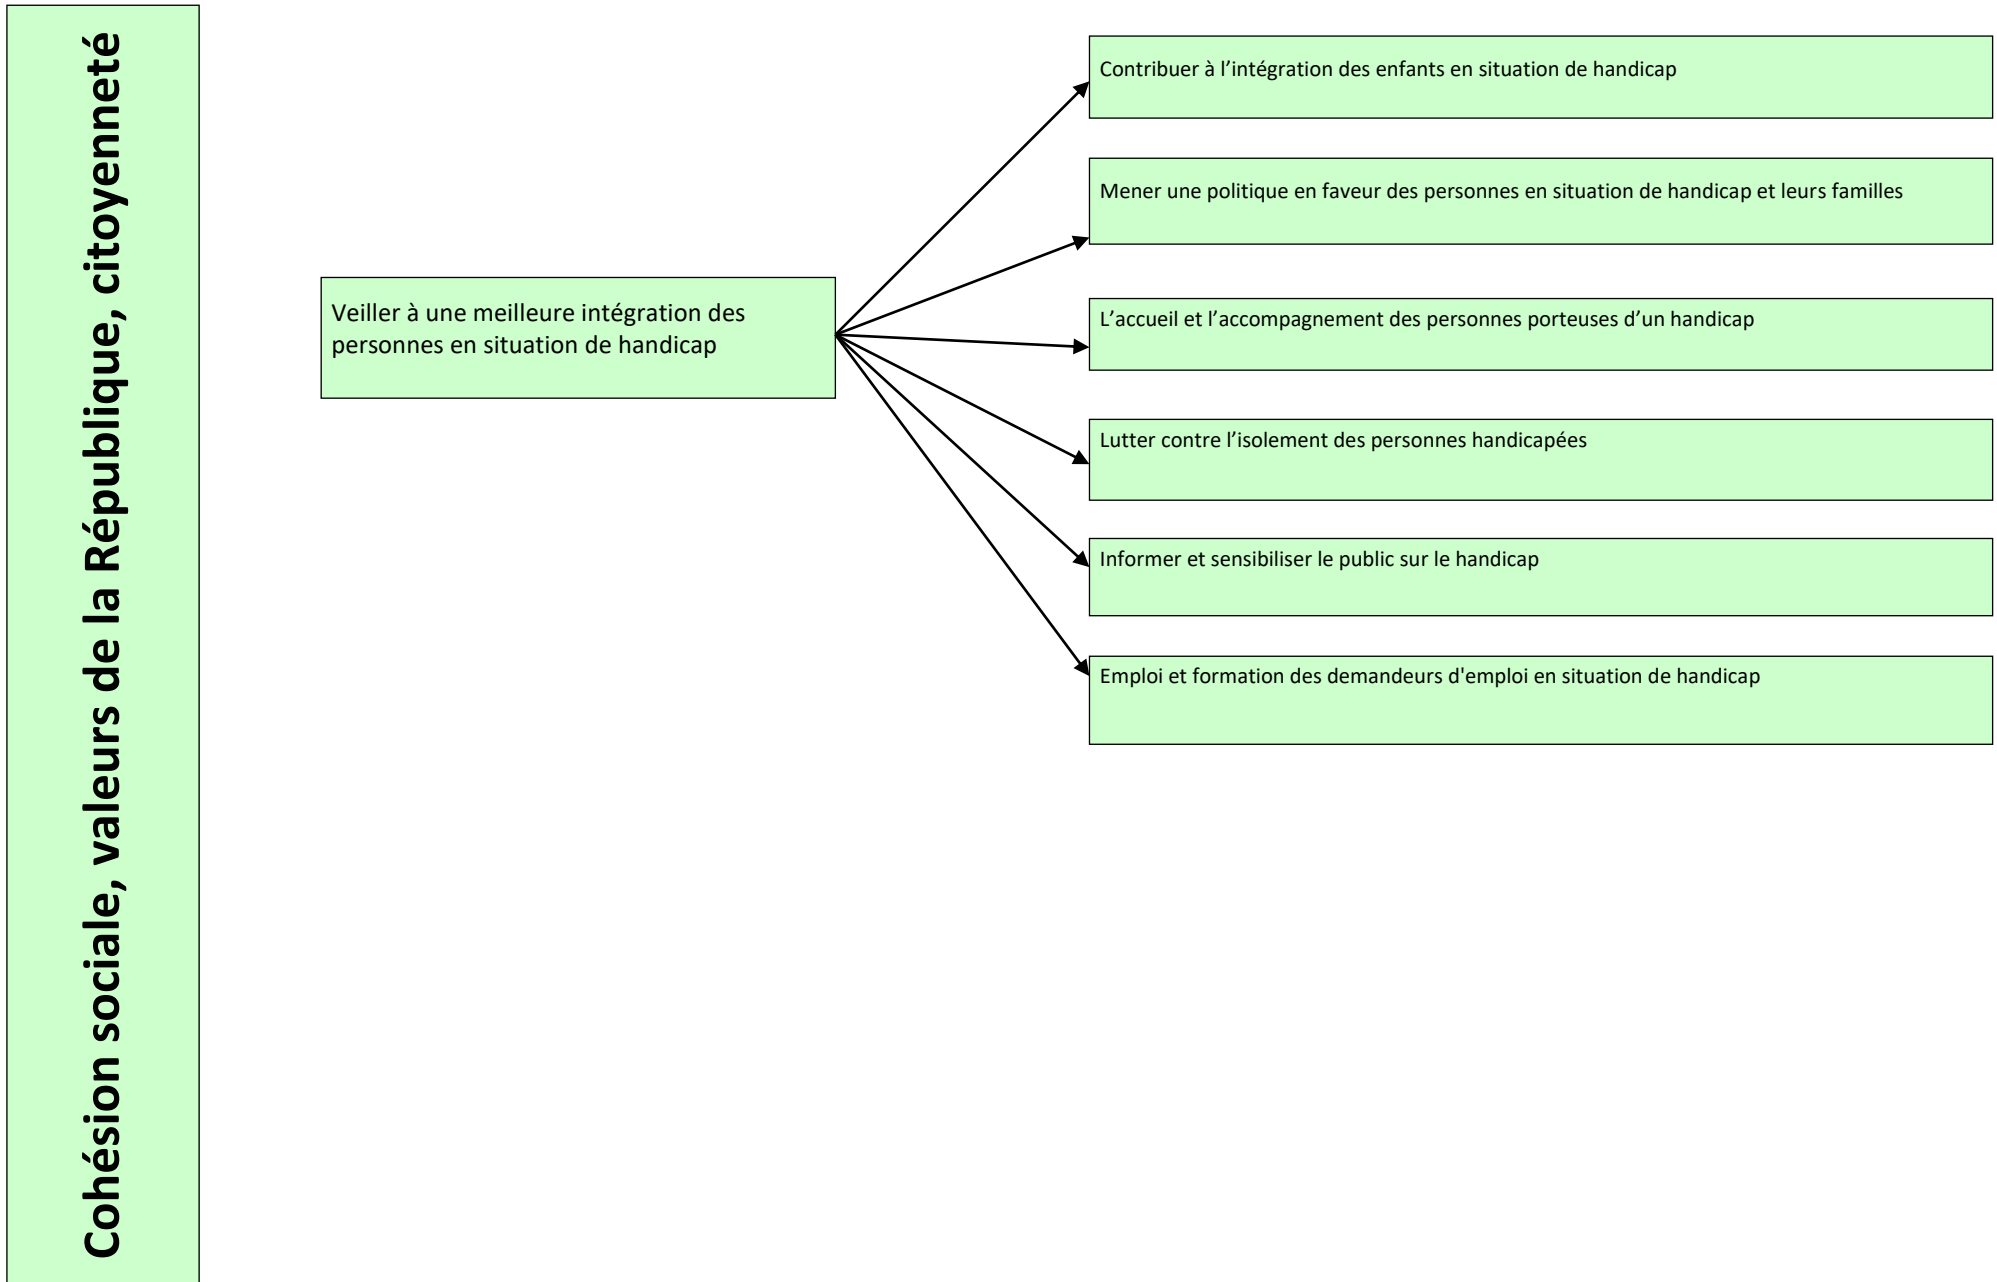 Cohésion sociale, valeurs de la République, citoyenneté
Veiller à une meilleure intégration des
personnes en situation de handicap
Contribuer à l’intégration des enfants en situation de handicap
Mener une politique en faveur des personnes en situation de handicap et leurs familles
L’accueil et l’accompagnement des personnes porteuses d’un handicap
Lutter contre l’isolement des personnes handicapées
Informer et sensibiliser le public sur le handicap
Emploi et formation des demandeurs d'emploi en situation de handicap